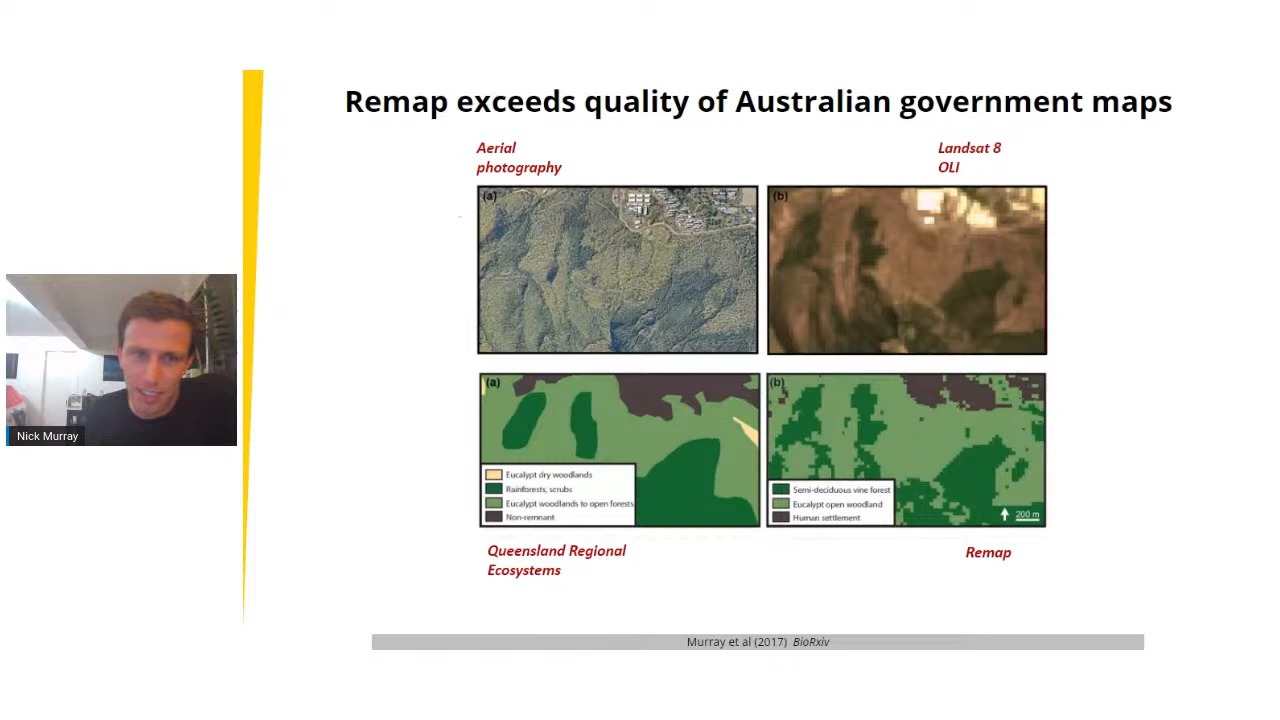 Remap exceeds quality of Australian government maps
Aerial
photography
Landsat 8
OLI
(a)
(b)
(a)
Eucalypt dry woodlands
Rainforests, scrubs
Eucalypt woodlands to open forests
Non-remnant
(b)
Semi-deciduous vine forest
Eucalypt open woodland
Human settlement
200 m
Queensland Regional
Ecosystems
Remap
Nick Murray
Murray et al (2017) BioRxiv